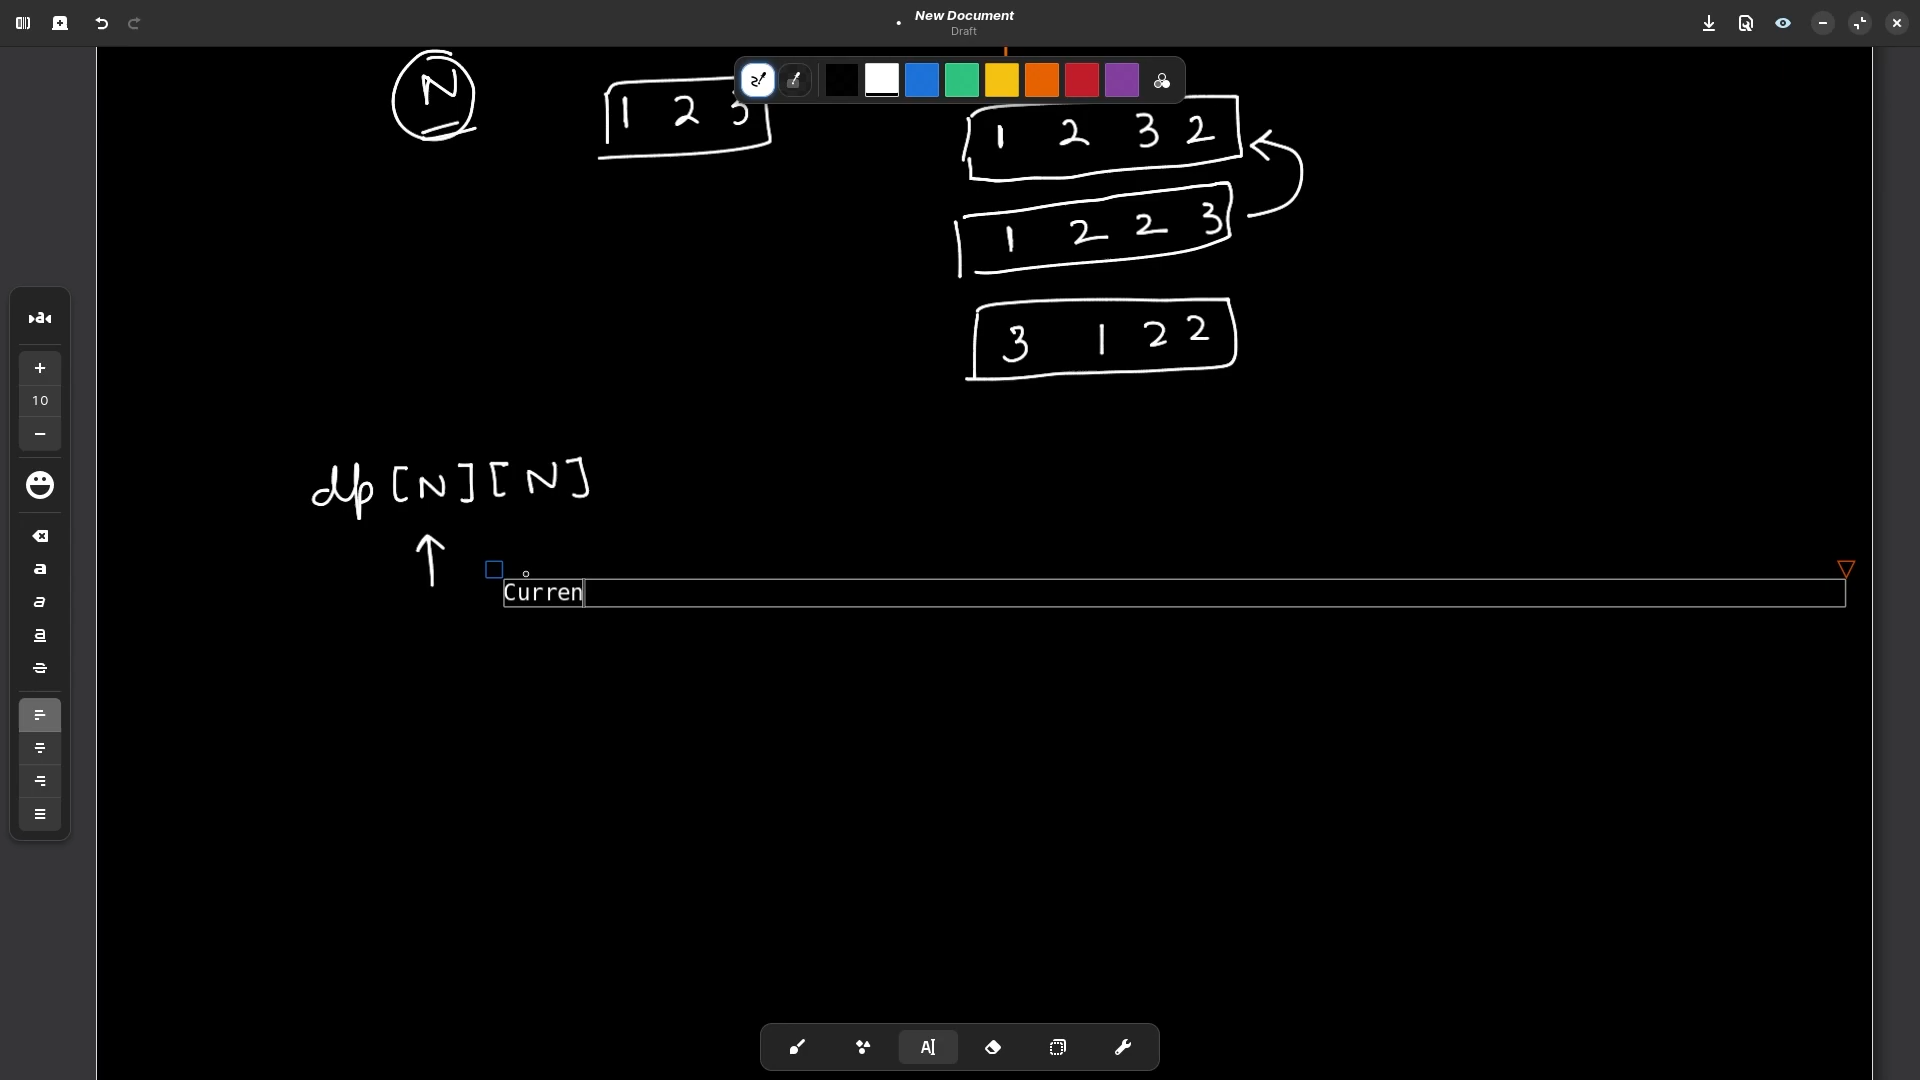 New Document
Draft
N
1 2 3
1 2 3 2
1 2 2 3
3 1 2 2
10
dp[N][N]
Curren
a
a
a
a
a
AI